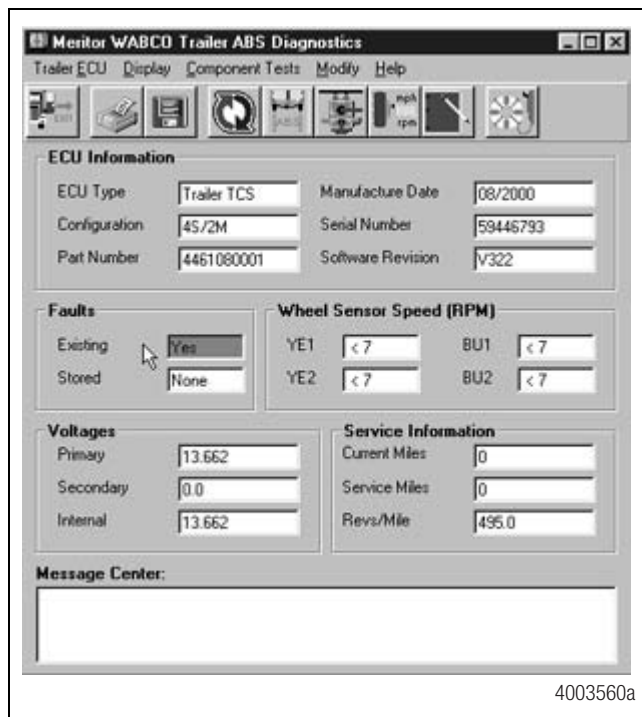 Meritor WABCO Trailer ABS Diagnostics
Trailer ECU Display Component Tests Modify Help
EXIT ABS mph rpm
ECU Information
ECU Type Trailer TCS Manufacture Date 08/2000
Configuration 4S/2M Serial Number 59446793
Part Number 4461080001 Software Revision V322
Faults Wheel Sensor Speed (RPM)
Existing Yes YE1 < 7 BU1 < 7
Stored None YE2 < 7 BU2 < 7
Voltages Service Information
Primary 13.662 Current Miles 0
Secondary 0.0 Service Miles 0
Internal 13.662 Revs/Mile 495.0
Message Center:
4003560a